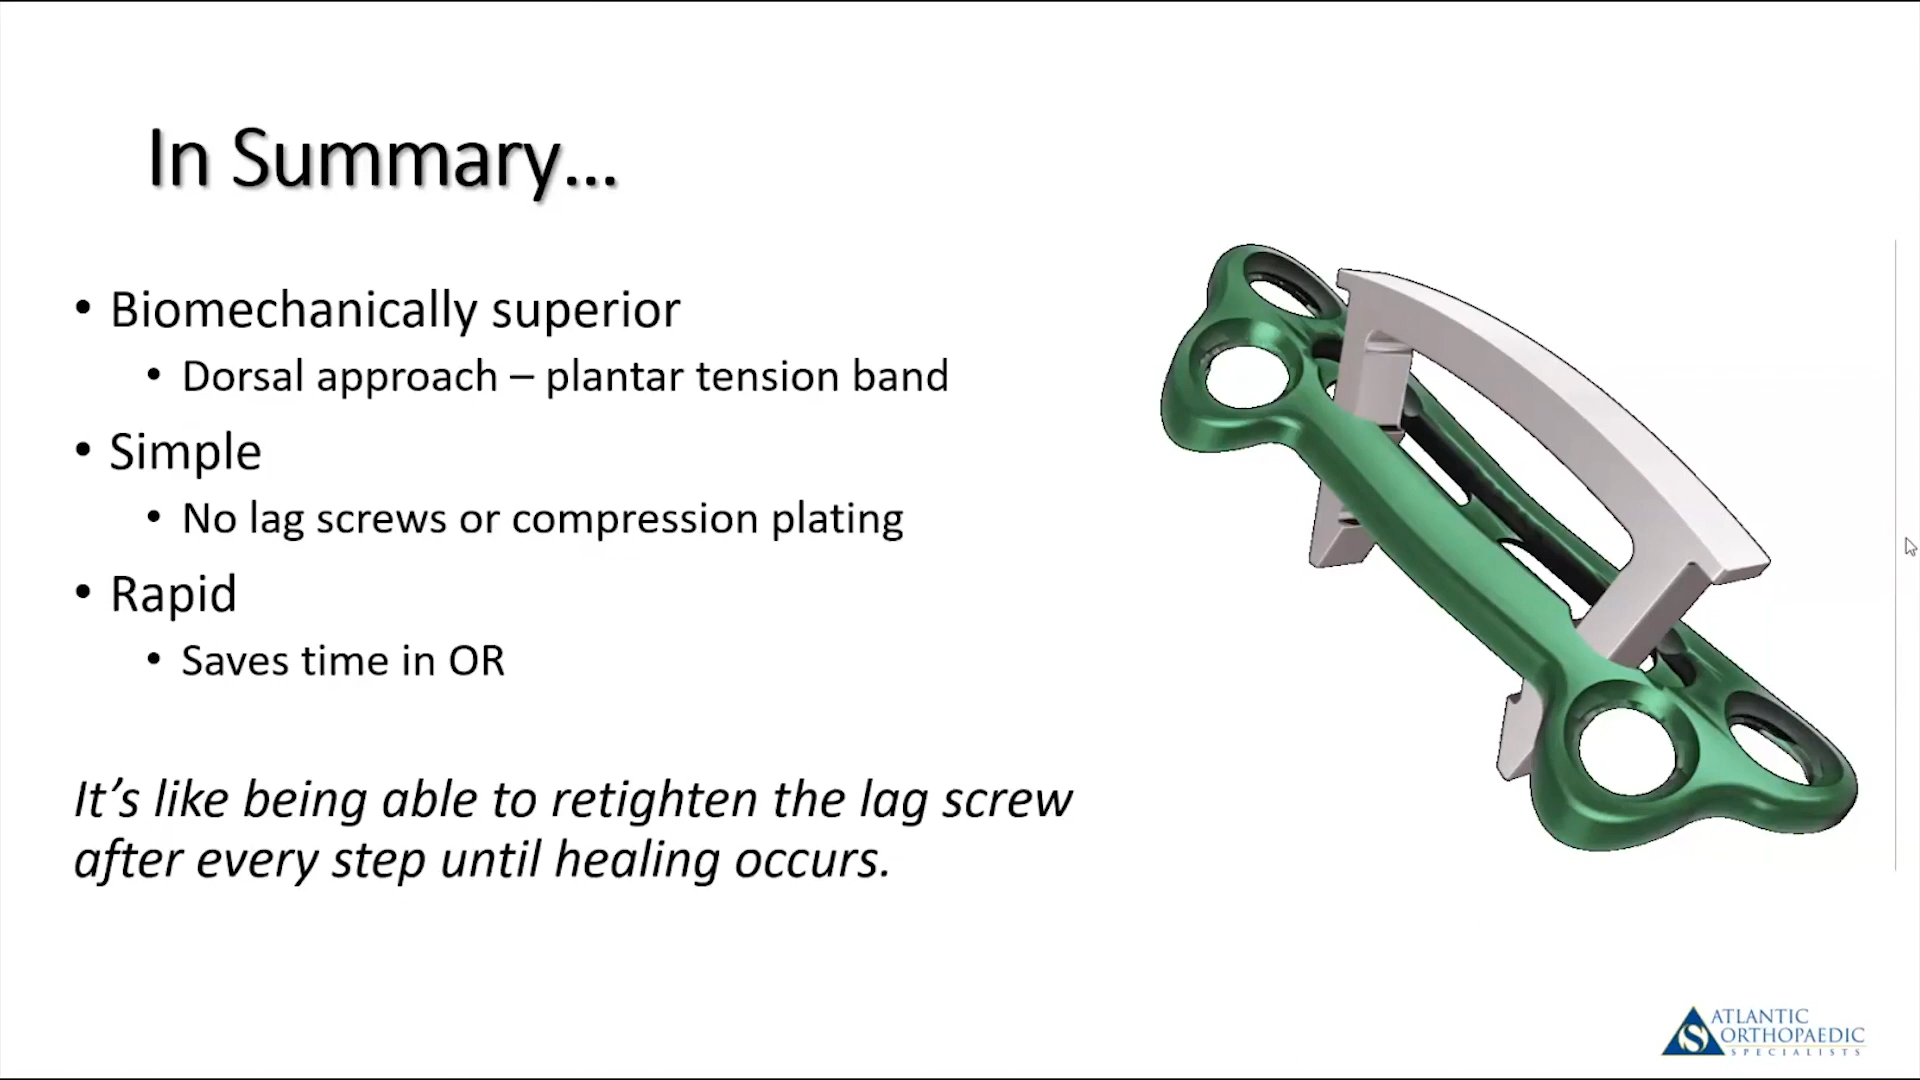 In Summary...
• Biomechanically superior
• Dorsal approach – plantar tension band
• Simple
• No lag screws or compression plating
• Rapid
• Saves time in OR
It’s like being able to retighten the lag screw
after every step until healing occurs.
ATLANTIC
ORTHOPAEDIC
SPECIALISTS